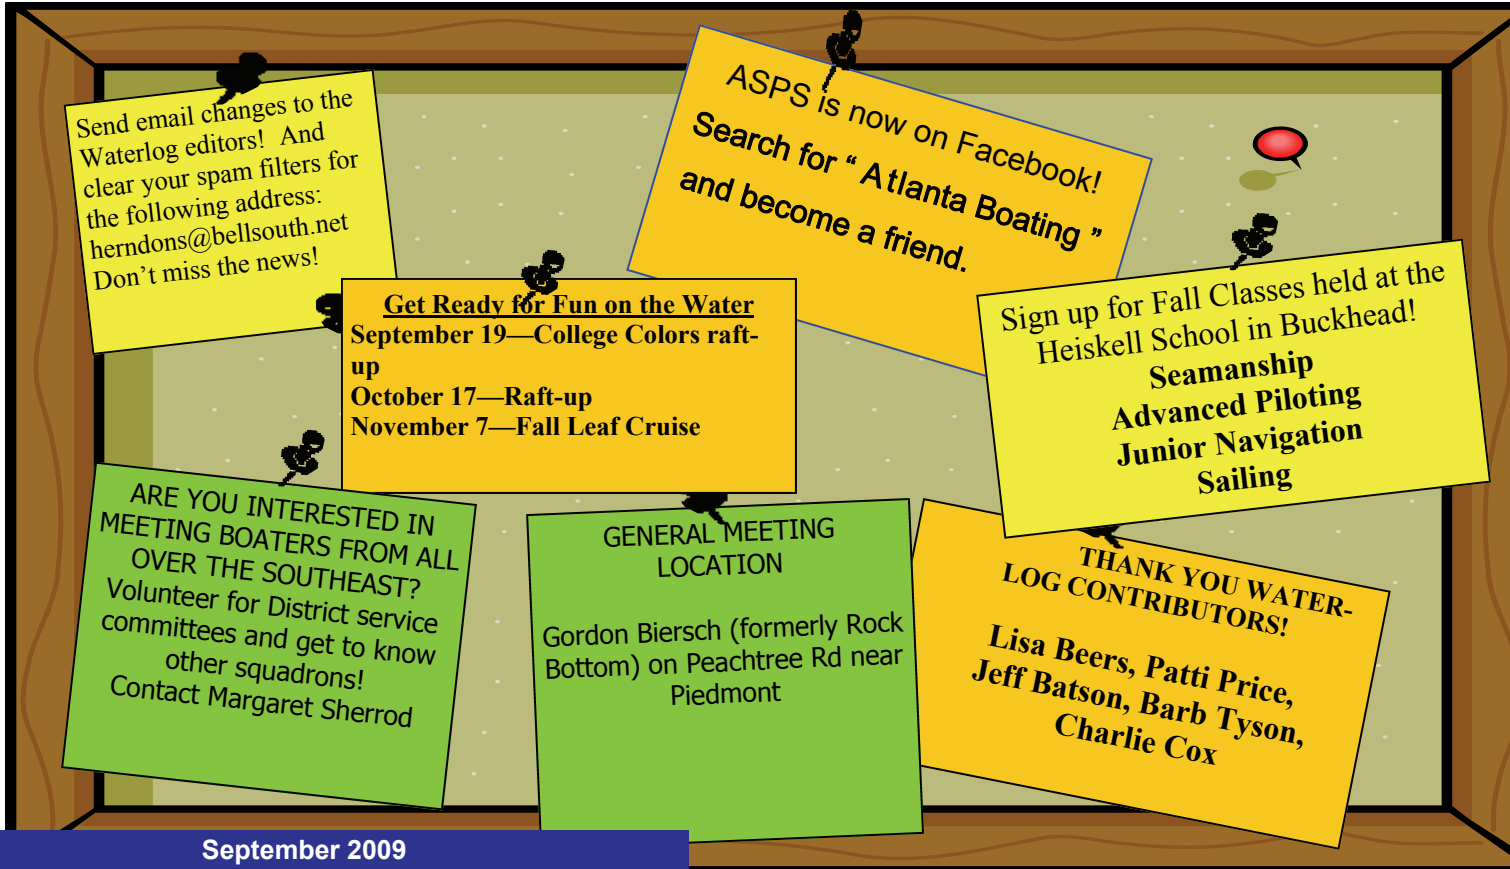 Send email changes to the
Waterlog editors!  And
clear your spam filters for
the following address:
herndons@bellsouth.net
Don't miss the news!
ASPS is now on Facebook!
Search for " Atlanta Boating "
and become a friend.
Get Ready for Fun on the Water
September 19—College Colors raft-
up
October 17—Raft-up
November 7—Fall Leaf Cruise
Sign up for Fall Classes held at the
Heiskell School in Buckhead!
Seamanship
Advanced Piloting
Junior Navigation
Sailing
ARE YOU INTERESTED IN
MEETING BOATERS FROM ALL
OVER THE SOUTHEAST?
Volunteer for District service
committees and get to know
other squadrons!
Contact Margaret Sherrod
GENERAL MEETING
LOCATION
Gordon Biersch (formerly Rock
Bottom) on Peachtree Rd near
Piedmont
THANK YOU WATER-
LOG CONTRIBUTORS!
Lisa Beers, Patti Price,
Jeff Batson, Barb Tyson,
Charlie Cox
September 2009